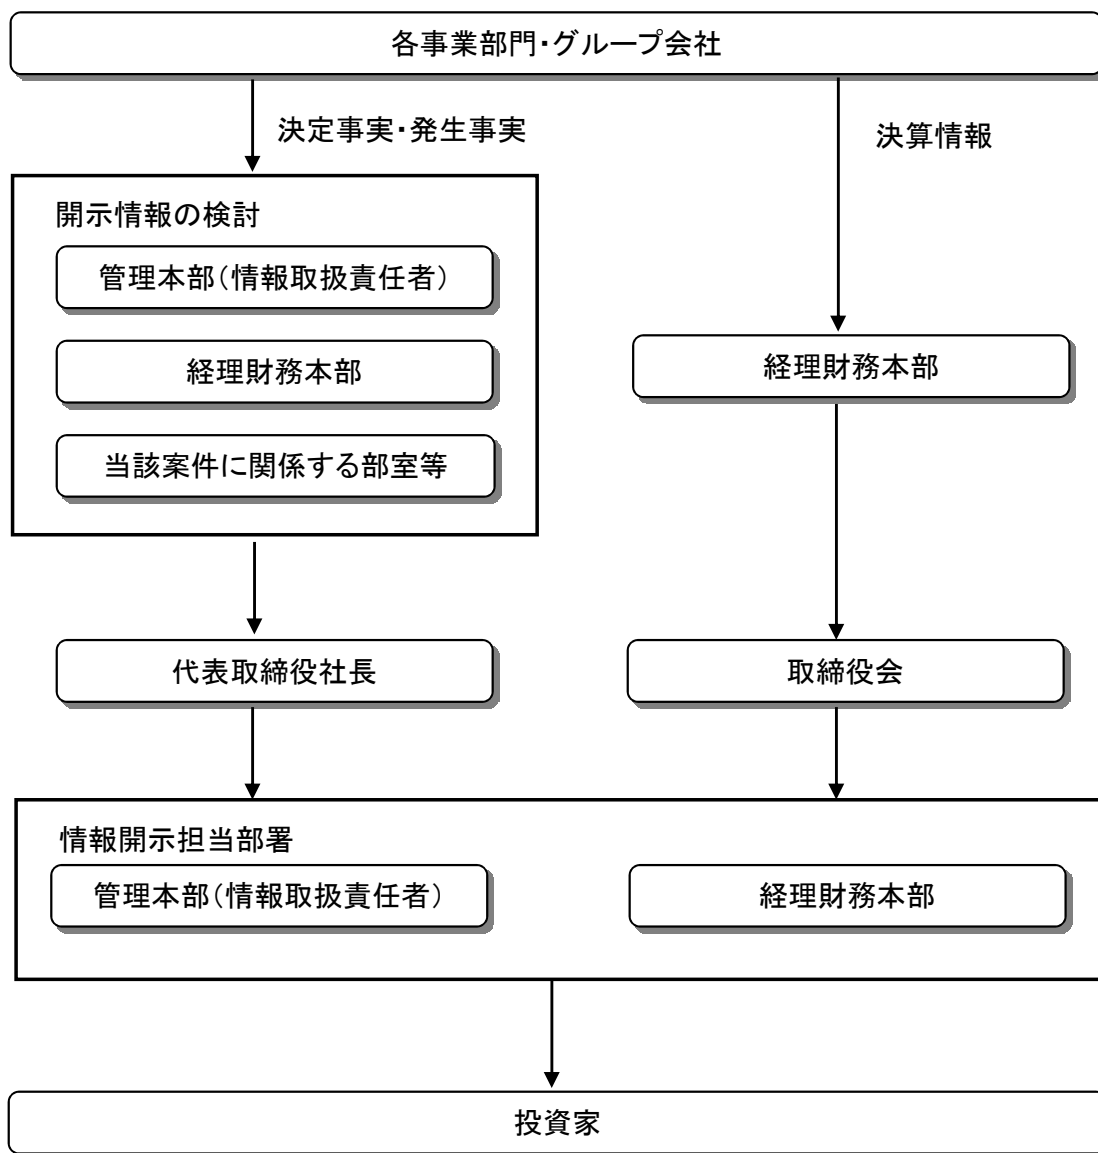 各事業部門・グループ会社
決定事実・発生事実
決算情報
開示情報の検討
管理本部(情報取扱責任者)
経理財務本部
経理財務本部
当該案件に関係する部室等
代表取締役社長
取締役会
情報開示担当部署
管理本部(情報取扱責任者)
経理財務本部
投資家